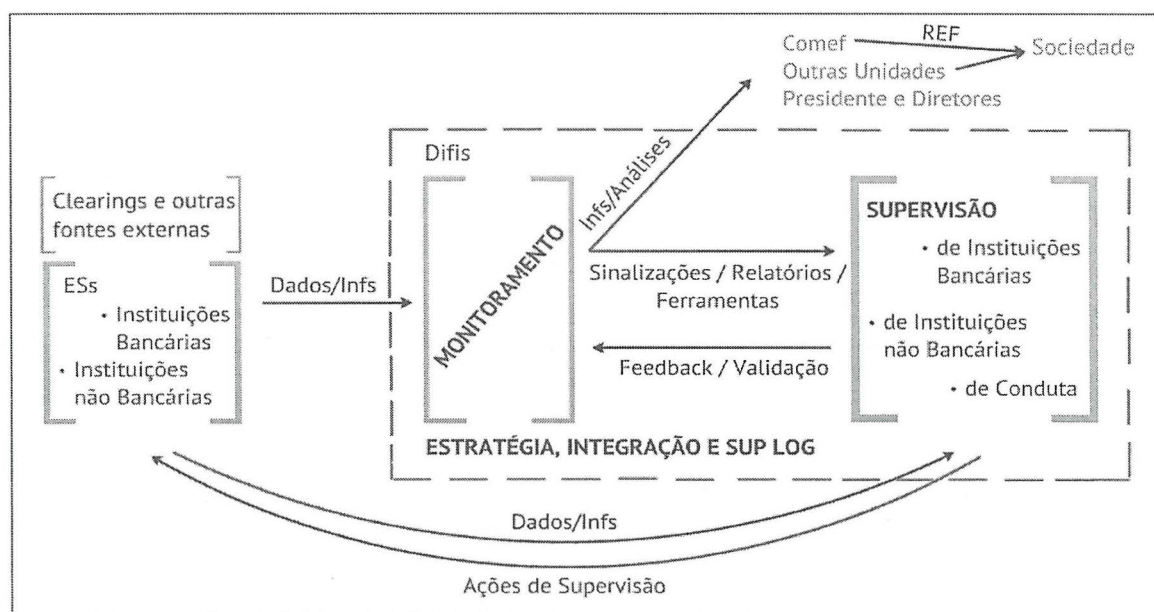 Comef
REF
Sociedade
Outras Unidades
Presidente e Diretores
Difis
Infs/Análises
Clearings e outras
fontes externas
ESs
• Instituições
Bancárias
• Instituições
não Bancárias
Dados/Infs
MONITORAMENTO
Sinalizações / Relatórios /
Ferramentas
Feedback / Validação
SUPERVISÃO
• de Instituições
Bancárias
• de Instituições
não Bancárias
• de Conduta
ESTRATÉGIA, INTEGRAÇÃO E SUP LOG
Dados/Infs
Ações de Supervisão